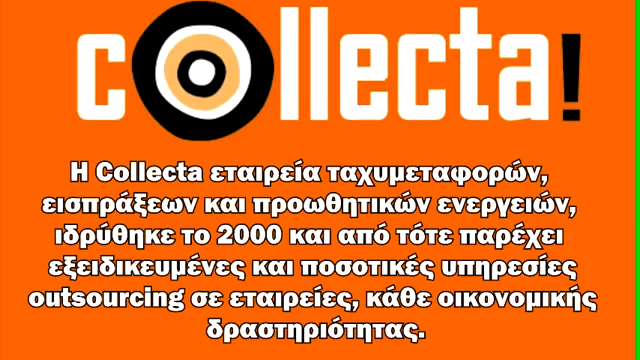 collecta!
Η Collecta εταιρεία ταχυμεταφορών,
εισπράξεων και προωθητικών ενεργειών,
ιδρύθηκε το 2000 και από τότε παρέχει
εξειδικευμένες και ποσοτικές υπηρεσίες
outsourcing σε εταιρείες, κάθε οικονομικής
δραστηριότητας.